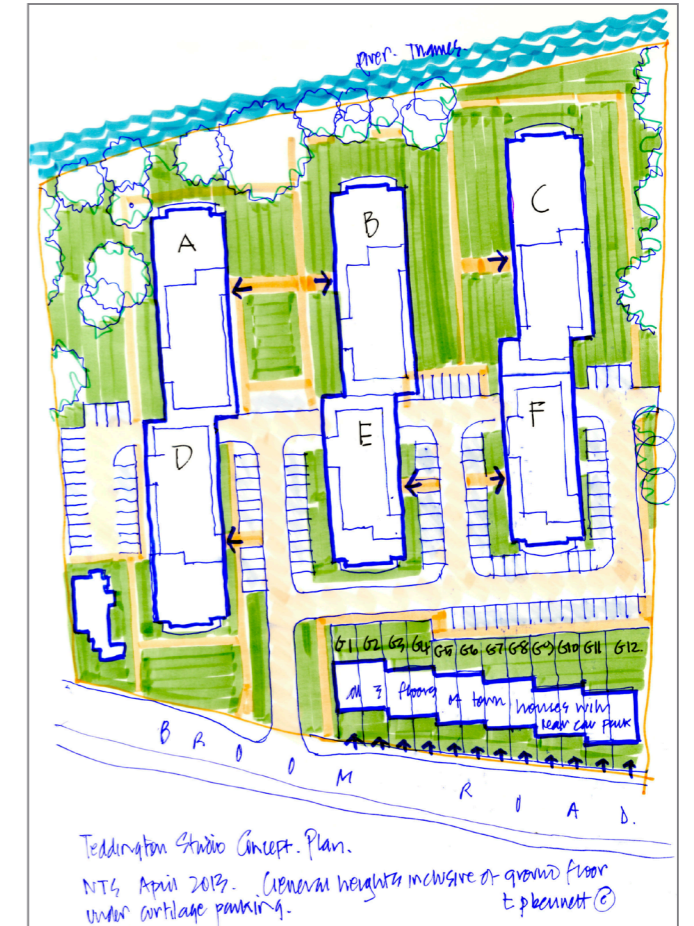 River Thames.
A
B
C
D
E
F
G1 G2 G3 G4 G5 G6 G7 G8 G9 G10 G11 G12
all 3 floors of town houses with
rear car park
BROOM ROAD.
Teddington Studio Concept. Plan.
NTS April 2013. General heights inclusive of ground floor
under curtilage parking.
t p bennett ©